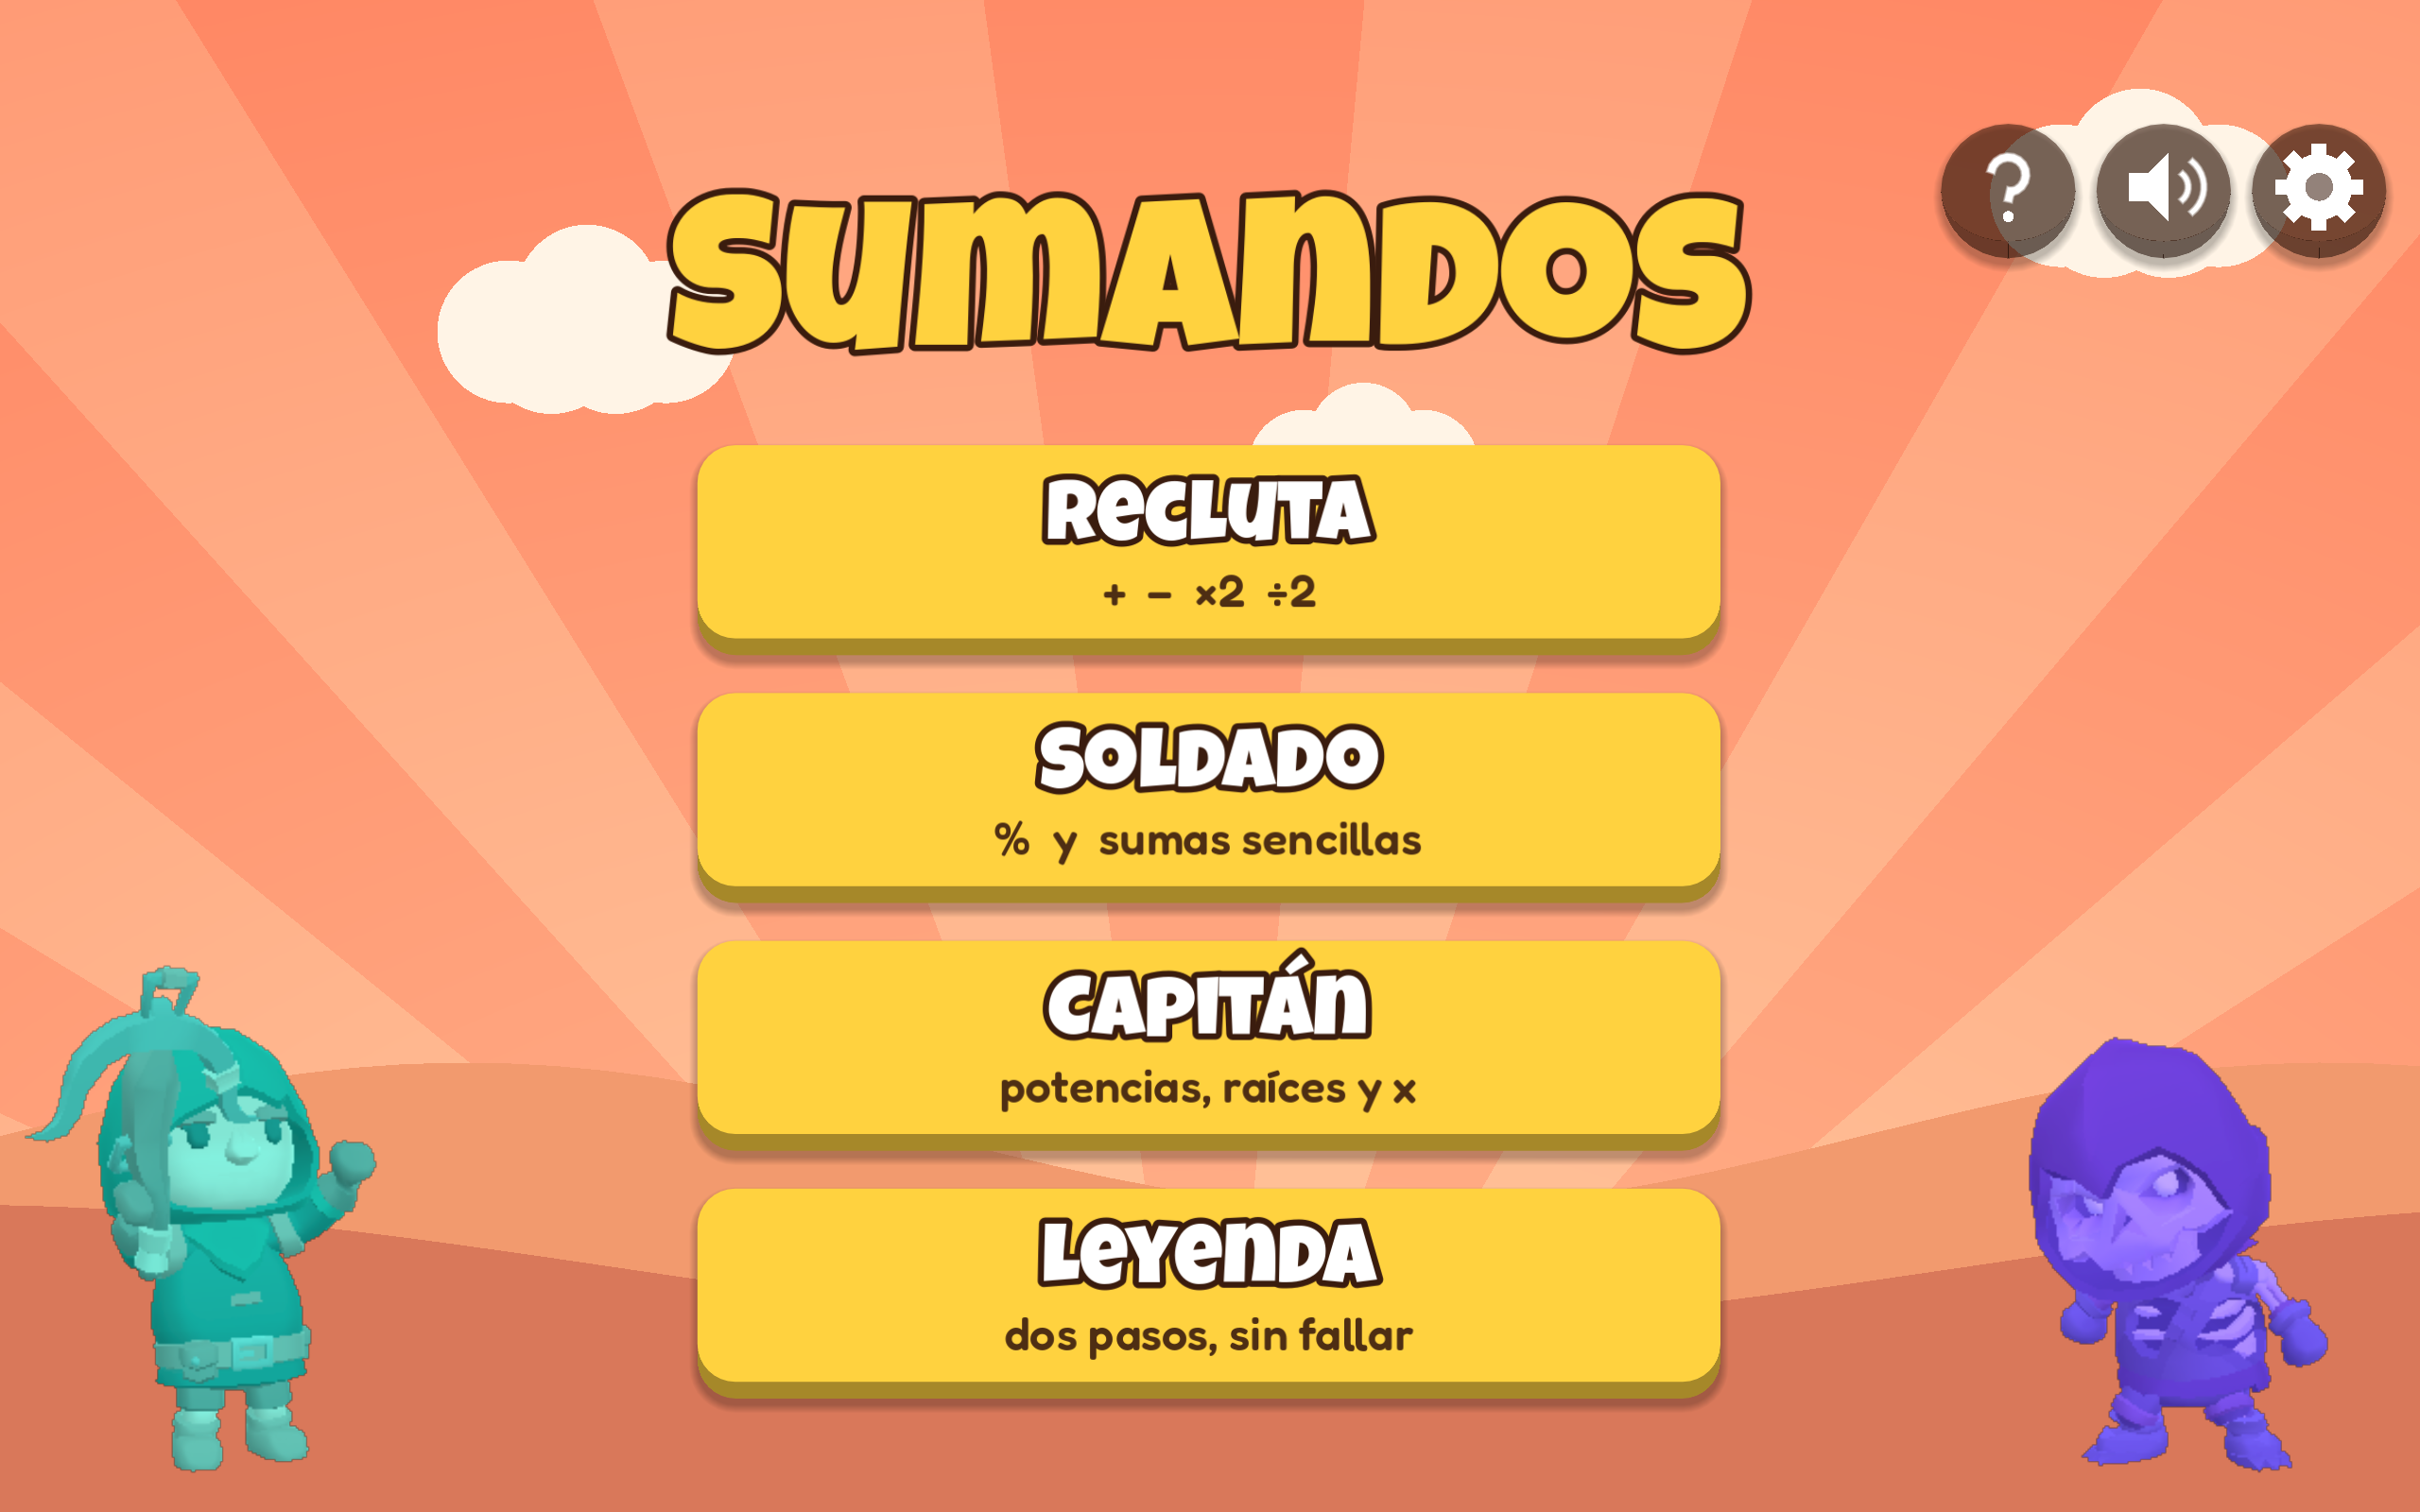 SUMANDOS
?
RECLUTA
+ − ×2 ÷2
SOLDADO
% y sumas sencillas
CAPITÁN
potencias, raíces y x
LEYENDA
dos pasos, sin fallar